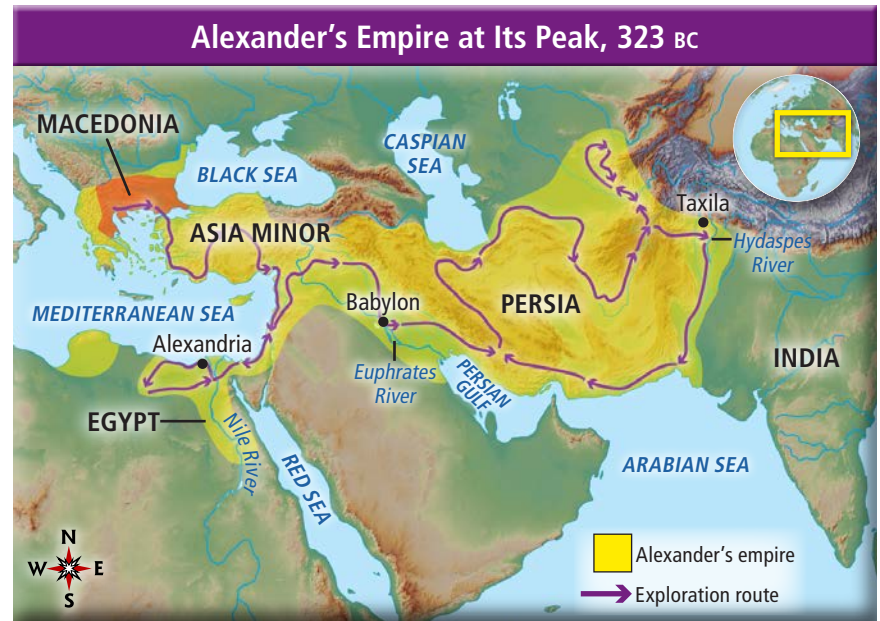 Alexander's Empire at Its Peak, 323 BC
MACEDONIA
BLACK SEA
CASPIAN
SEA
ASIA MINOR
Taxila
Hydaspes
River
MEDITERRANEAN SEA
Babylon
PERSIA
Alexandria
Euphrates
River
PERSIAN
GULF
INDIA
EGYPT
Nile River
RED SEA
ARABIAN SEA
N
W
E
S
Alexander's empire
Exploration route